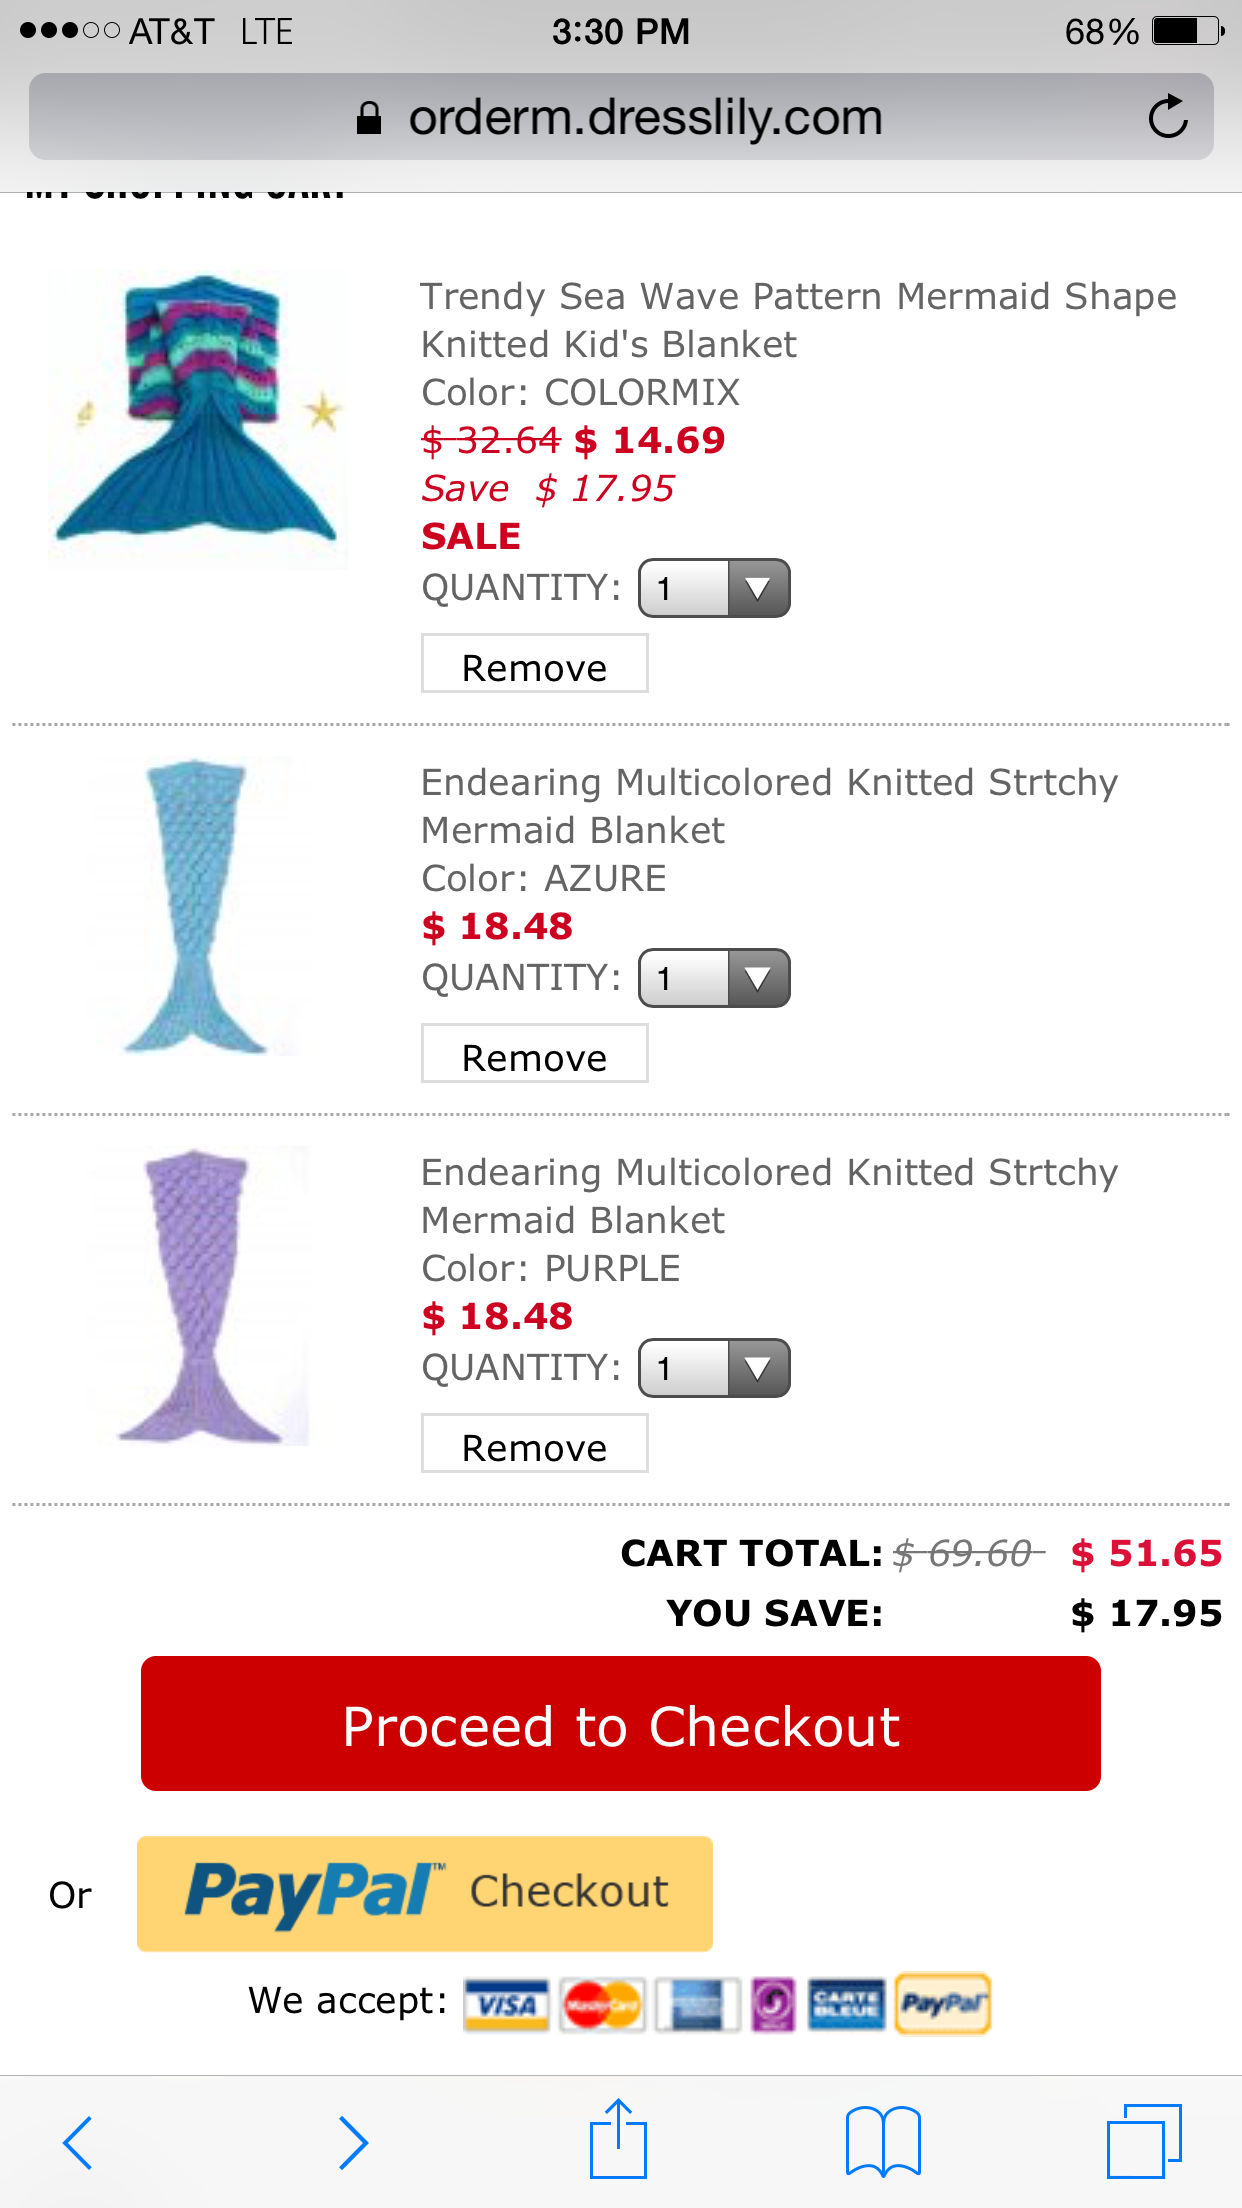 AT&T LTE 3:30 PM 68%
orderm.dresslily.com
MY SHOPPING CART
Trendy Sea Wave Pattern Mermaid Shape
Knitted Kid's Blanket
Color: COLORMIX
$ 32.64 $ 14.69
Save $ 17.95
SALE
QUANTITY: 1
Remove
Endearing Multicolored Knitted Strtchy
Mermaid Blanket
Color: AZURE
$ 18.48
QUANTITY: 1
Remove
Endearing Multicolored Knitted Strtchy
Mermaid Blanket
Color: PURPLE
$ 18.48
QUANTITY: 1
Remove
CART TOTAL: $ 69.60 $ 51.65
YOU SAVE: $ 17.95
Proceed to Checkout
Or PayPal™ Checkout
We accept: VISA MasterCard CARTE BLEUE PayPal